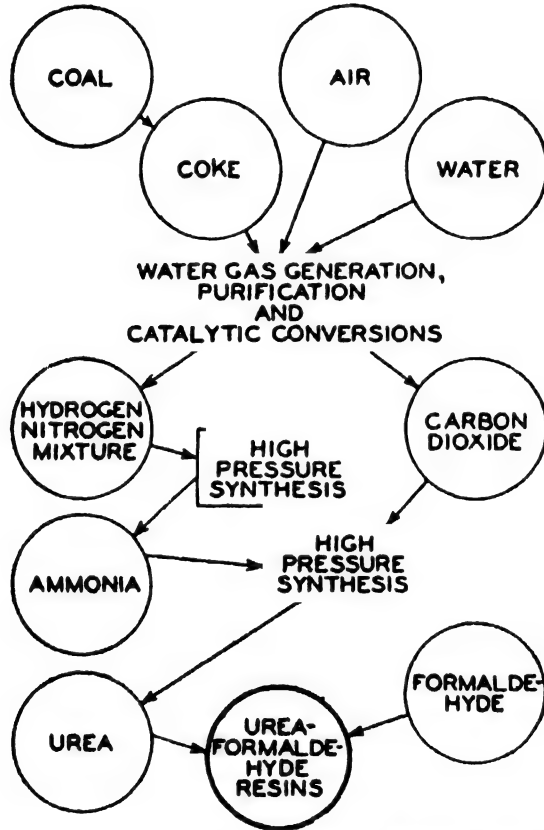 COAL
AIR
COKE
WATER
WATER GAS GENERATION,
PURIFICATION
AND
CATALYTIC CONVERSIONS
HYDROGEN
NITROGEN
MIXTURE
HIGH
PRESSURE
SYNTHESIS
CARBON
DIOXIDE
AMMONIA
HIGH
PRESSURE
SYNTHESIS
UREA
UREA-
FORMALDE-
HYDE
RESINS
FORMALDE-
HYDE